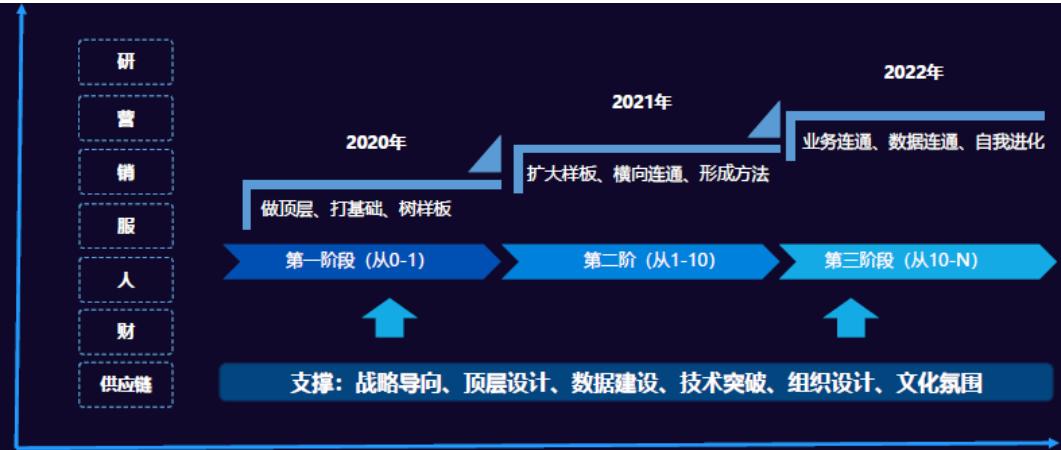 研
营
销
服
人
财
供应链
2020年
做顶层、打基础、树样板
2021年
扩大样板、横向连通、形成方法
2022年
业务连通、数据连通、自我进化
第一阶段（从0-1）
第二阶（从1-10）
第三阶段（从10-N）
支撑：战略导向、顶层设计、数据建设、技术突破、组织设计、文化氛围